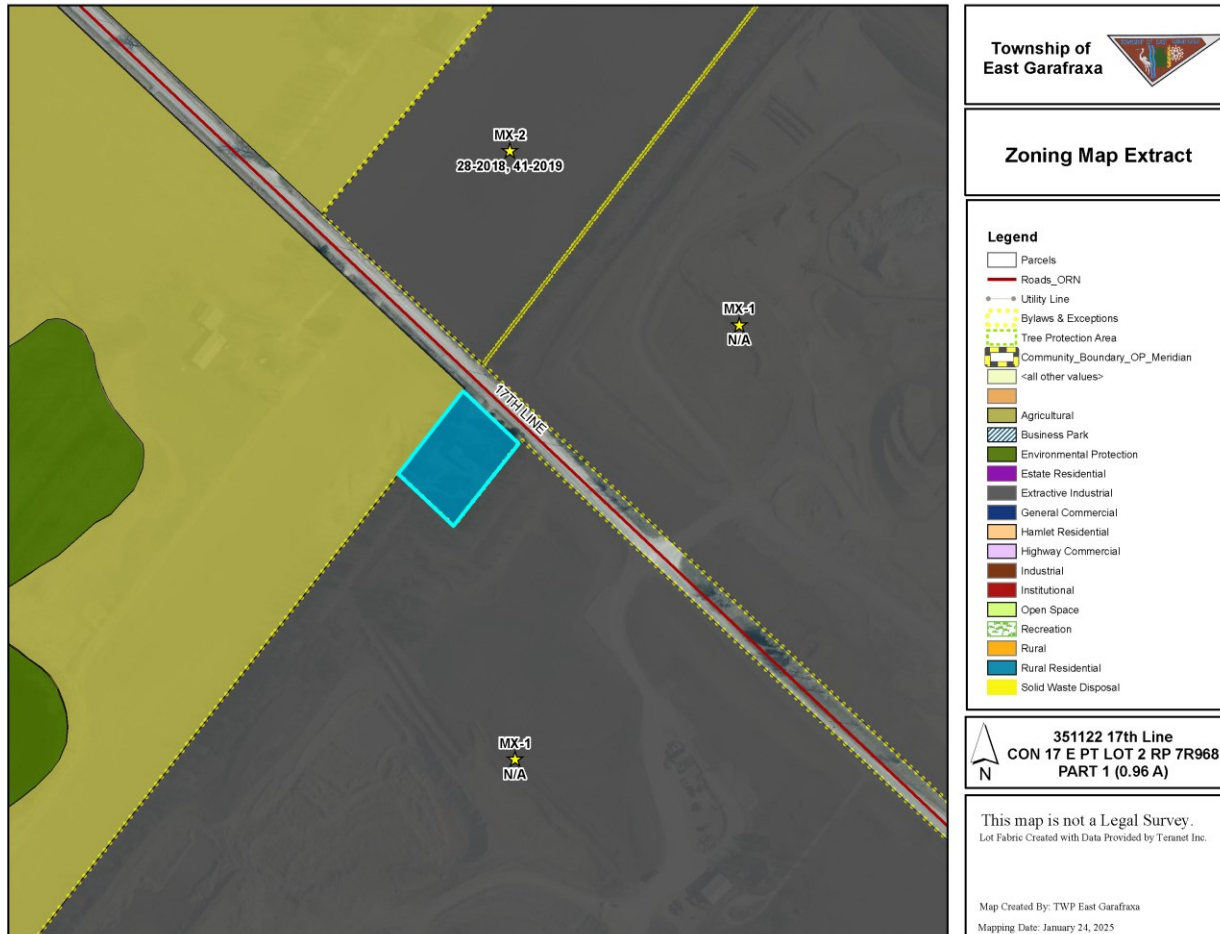 MX-2
28-2018, 41-2019
MX-1
N/A
17TH LINE
MX-1
N/A
Township of
East Garafraxa
TOWNSHIP OF EAST GARAFRAXA
Zoning Map Extract
Legend
Parcels
Roads_ORN
Utility Line
Bylaws & Exceptions
Tree Protection Area
Community_Boundary_OP_Meridian
<all other values>
Agricultural
Business Park
Environmental Protection
Estate Residential
Extractive Industrial
General Commercial
Hamlet Residential
Highway Commercial
Industrial
Institutional
Open Space
Recreation
Rural
Rural Residential
Solid Waste Disposal
N
351122 17th Line
CON 17 E PT LOT 2 RP 7R968
PART 1 (0.96 A)
This map is not a Legal Survey.
Lot Fabric Created with Data Provided by Teranet Inc.
Map Created By: TWP East Garafraxa
Mapping Date: January 24, 2025